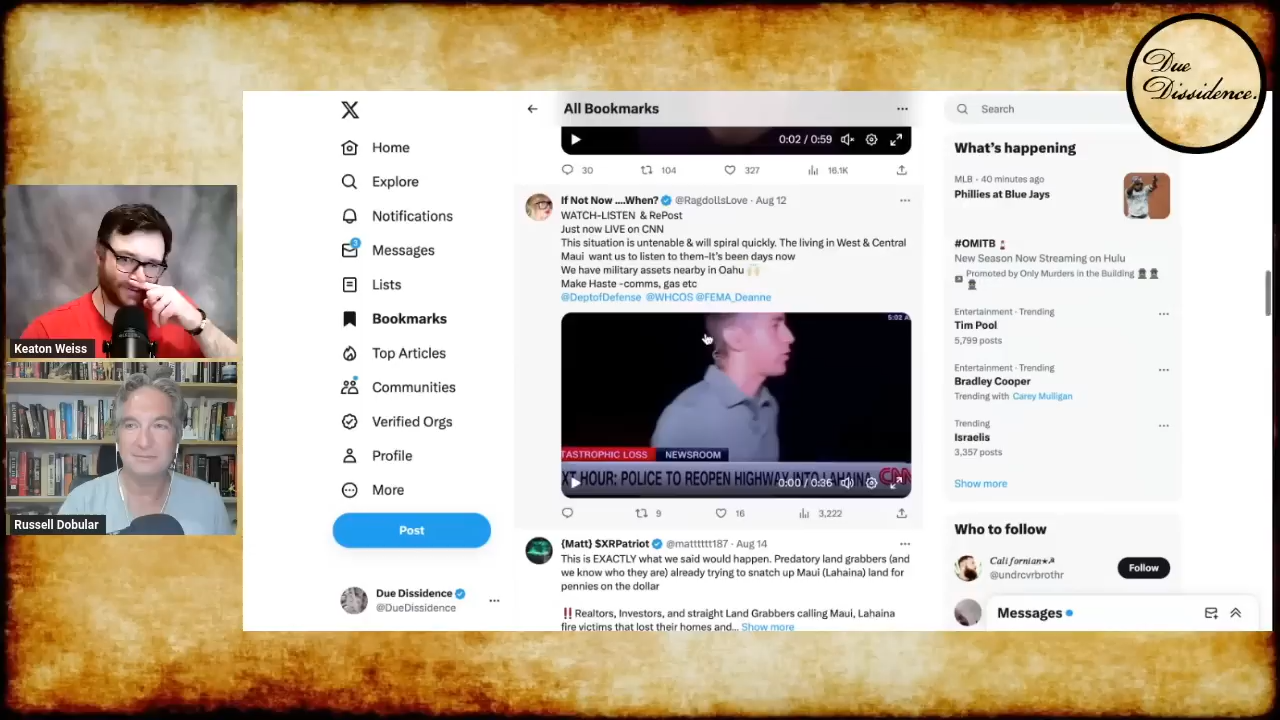 Due
Dissidence.
Keaton Weiss
Russell Dobular
X
Home
Explore
Notifications
3
Messages
Lists
Bookmarks
Top Articles
Communities
Verified Orgs
Profile
More
Post
Due Dissidence
@DueDissidence
All Bookmarks
0:02 / 0:59
30
104
327
16.1K
If Not Now ....When? @RagdollsLove · Aug 12
WATCH-LISTEN & RePost
Just now LIVE on CNN
This situation is untenable & will spiral quickly. The living in West & Central
Maui want us to listen to them-It's been days now
We have military assets nearby in Oahu
Make Haste -comms, gas etc
@DeptofDefense @WHCOS @FEMA_Deanne
5:02 A
TASTROPHIC LOSS NEWSROOM
XT HOUR: POLICE TO REOPEN HIGHWAY INTO LAHAINA CNN
0:00 / 0:36
9
16
3,222
{Matt} $XRPatriot @matttttt187 · Aug 14
This is EXACTLY what we said would happen. Predatory land grabbers (and
we know who they are) already trying to snatch up Maui (Lahaina) land for
pennies on the dollar
‼️Realtors, Investors, and straight Land Grabbers calling Maui, Lahaina
fire victims that lost their homes and... Show more
Search
What's happening
MLB · 40 minutes ago
Phillies at Blue Jays
#OMITB
New Season Now Streaming on Hulu
Promoted by Only Murders in the Building
Entertainment · Trending
Tim Pool
5,799 posts
Entertainment · Trending
Bradley Cooper
Trending with Carey Mulligan
Trending
Israelis
3,357 posts
Show more
Who to follow
Californian
@undrcvrbrothr
Follow
Messages